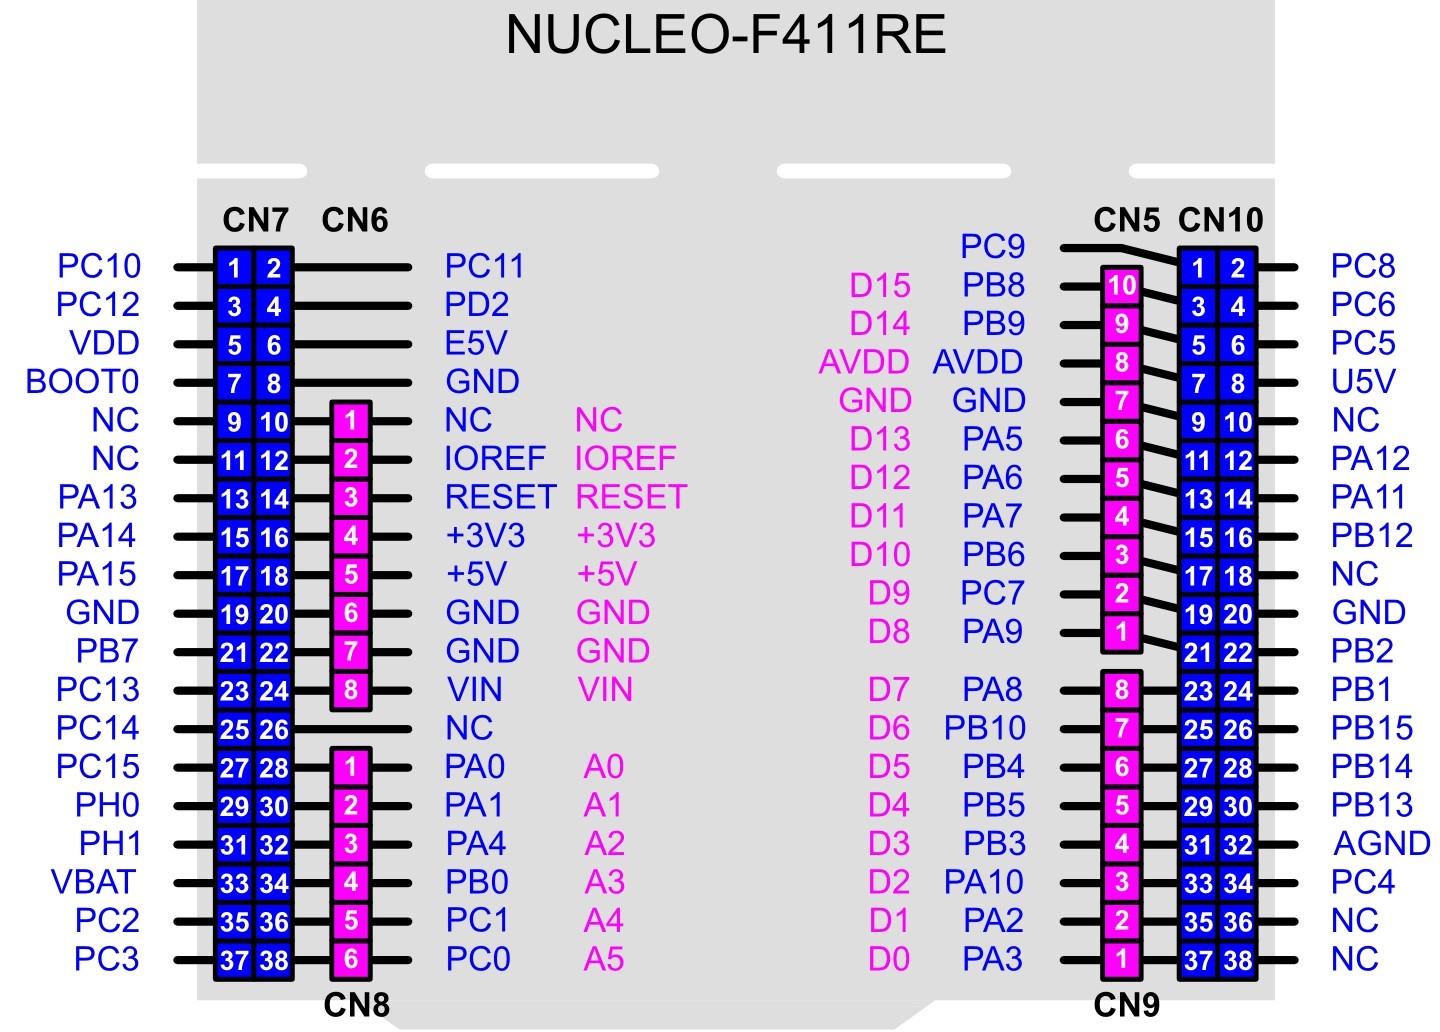 NUCLEO-F411RE
CN7 CN6 CN5 CN10
PC9
PC10 1 2 PC11 1 2 PC8
D15 PB8 10
PC12 3 4 PD2 3 4 PC6
D14 PB9 9
VDD 5 6 E5V 5 6 PC5
AVDD AVDD 8
BOOT0 7 8 GND 7 8 U5V
GND GND 7
NC 9 10 1 NC NC 9 10 NC
D13 PA5 6
NC 11 12 2 IOREF IOREF 11 12 PA12
D12 PA6 5
PA13 13 14 3 RESET RESET 13 14 PA11
D11 PA7 4
PA14 15 16 4 +3V3 +3V3 15 16 PB12
D10 PB6 3
PA15 17 18 5 +5V +5V 17 18 NC
D9 PC7 2
GND 19 20 6 GND GND 19 20 GND
D8 PA9 1
PB7 21 22 7 GND GND 21 22 PB2
PC13 23 24 8 VIN VIN D7 PA8 8 23 24 PB1
PC14 25 26 NC D6 PB10 7 25 26 PB15
PC15 27 28 1 PA0 A0 D5 PB4 6 27 28 PB14
PH0 29 30 2 PA1 A1 D4 PB5 5 29 30 PB13
PH1 31 32 3 PA4 A2 D3 PB3 4 31 32 AGND
VBAT 33 34 4 PB0 A3 D2 PA10 3 33 34 PC4
PC2 35 36 5 PC1 A4 D1 PA2 2 35 36 NC
PC3 37 38 6 PC0 A5 D0 PA3 1 37 38 NC
CN8 CN9